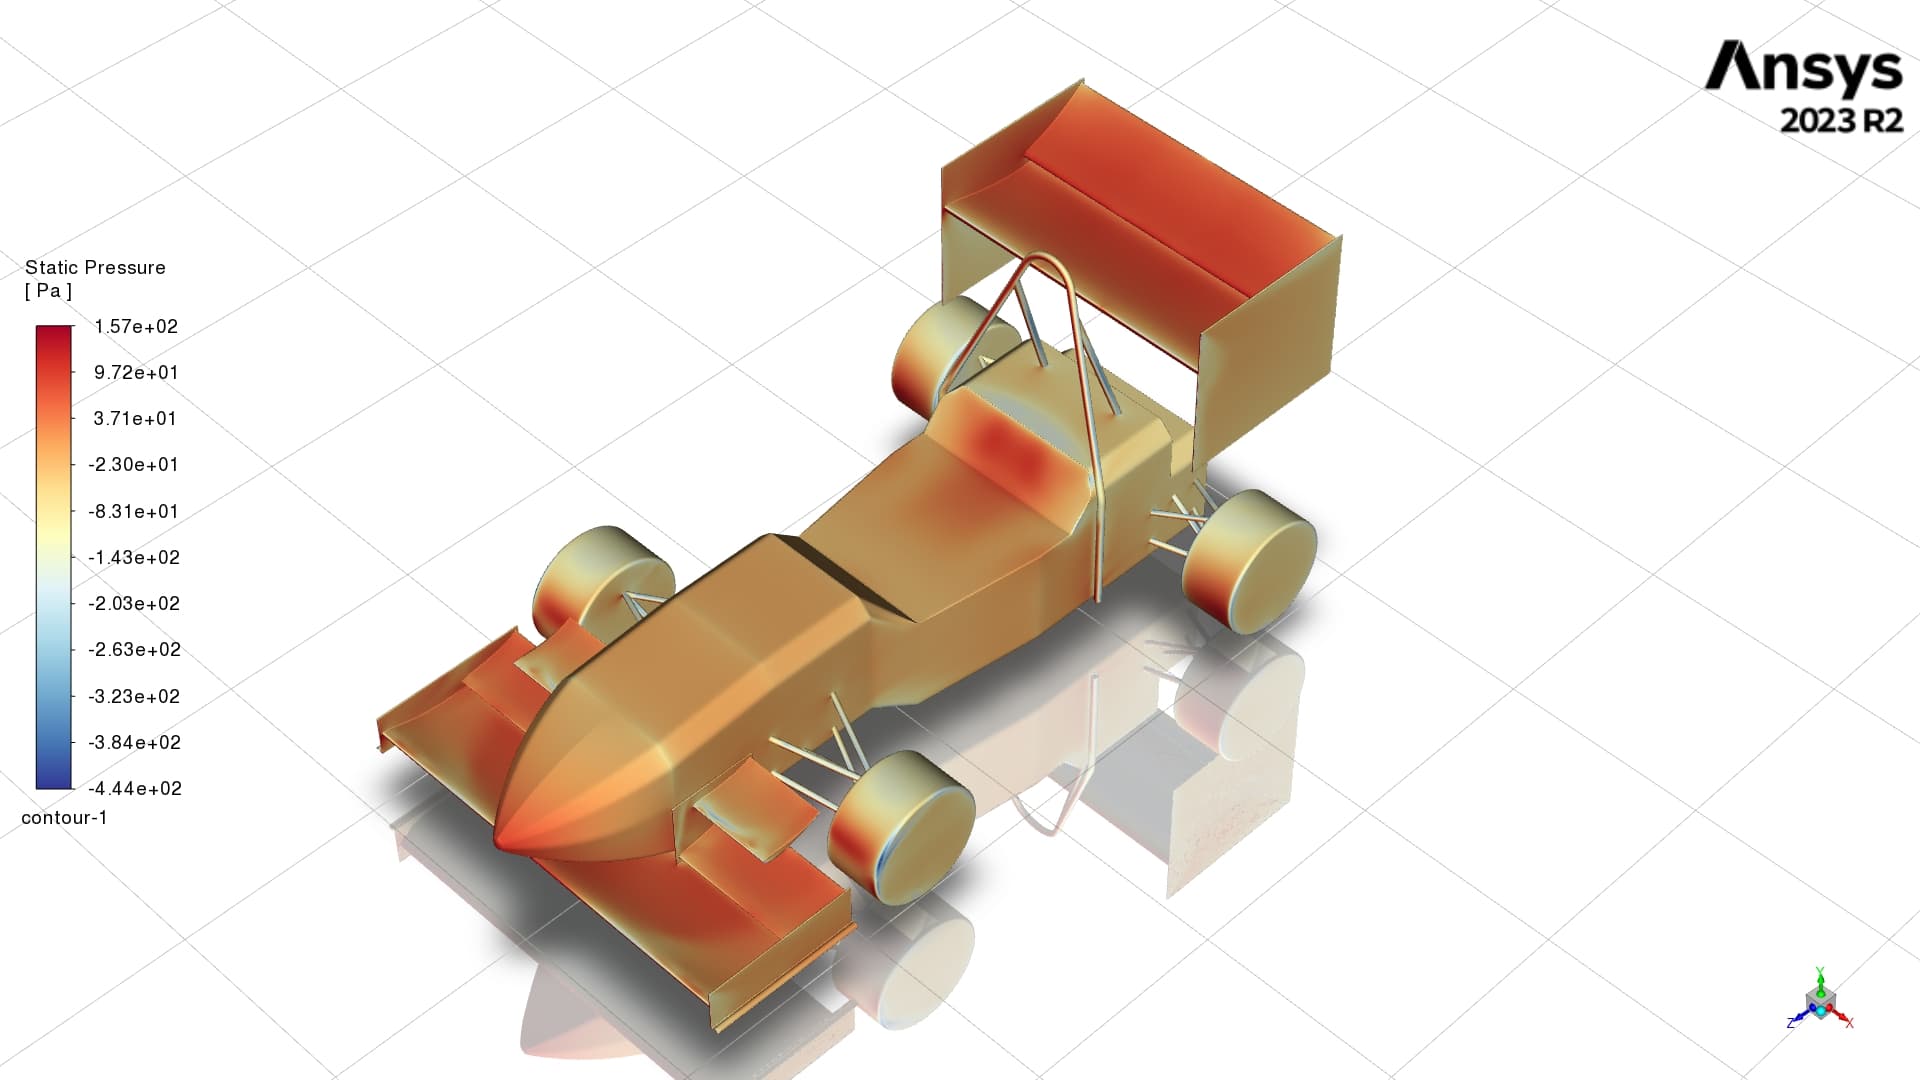 Ansys
2023 R2
Static Pressure
[ Pa ]
1.57e+02
9.72e+01
3.71e+01
-2.30e+01
-8.31e+01
-1.43e+02
-2.03e+02
-2.63e+02
-3.23e+02
-3.84e+02
-4.44e+02
contour-1
Y
Z
X